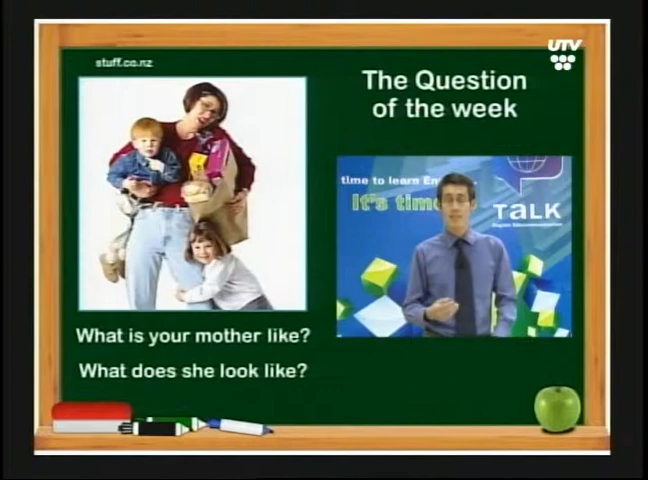 UTV
stuff.co.nz
The Question
of the week
time to learn En
It's time
TALK
What is your mother like?
What does she look like?